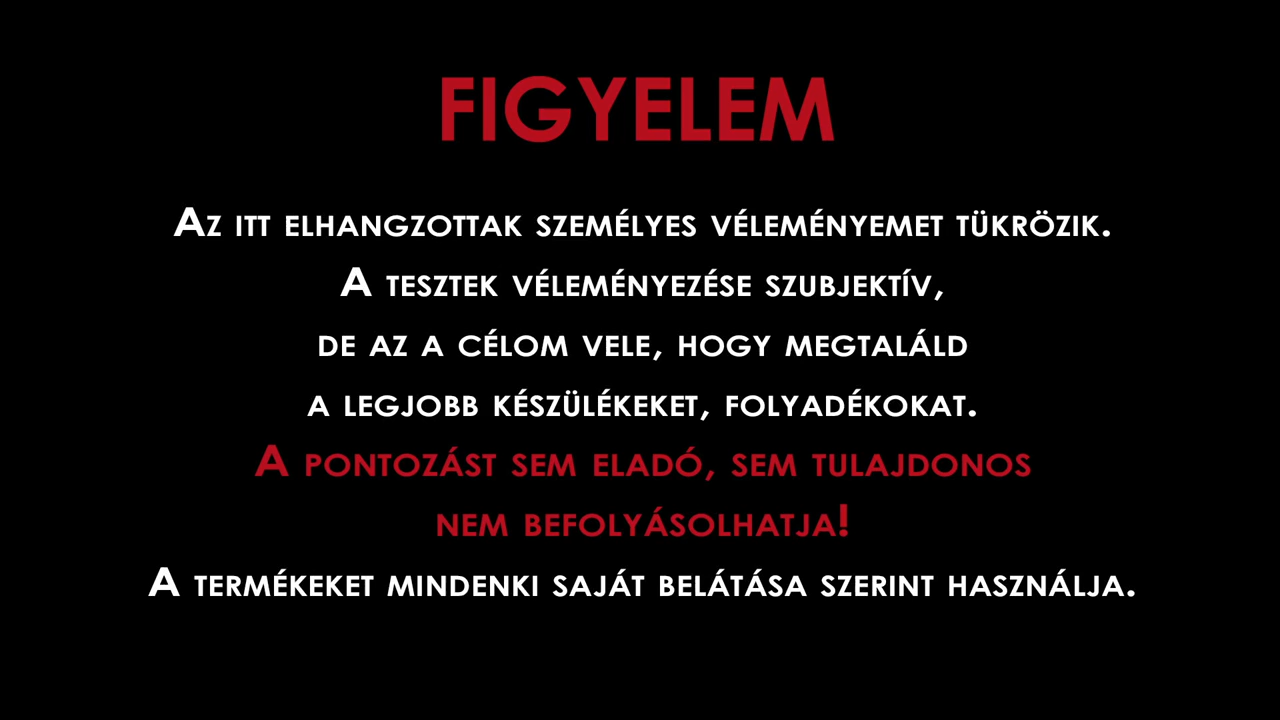 FIGYELEM
Az itt elhangzottak személyes véleményemet tükrözik.
A tesztek véleményezése szubjektív,
de az a célom vele, hogy megtaláld
a legjobb készülékeket, folyadékokat.
A pontozást sem eladó, sem tulajdonos
nem befolyásolhatja!
A termékeket mindenki saját belátása szerint használja.